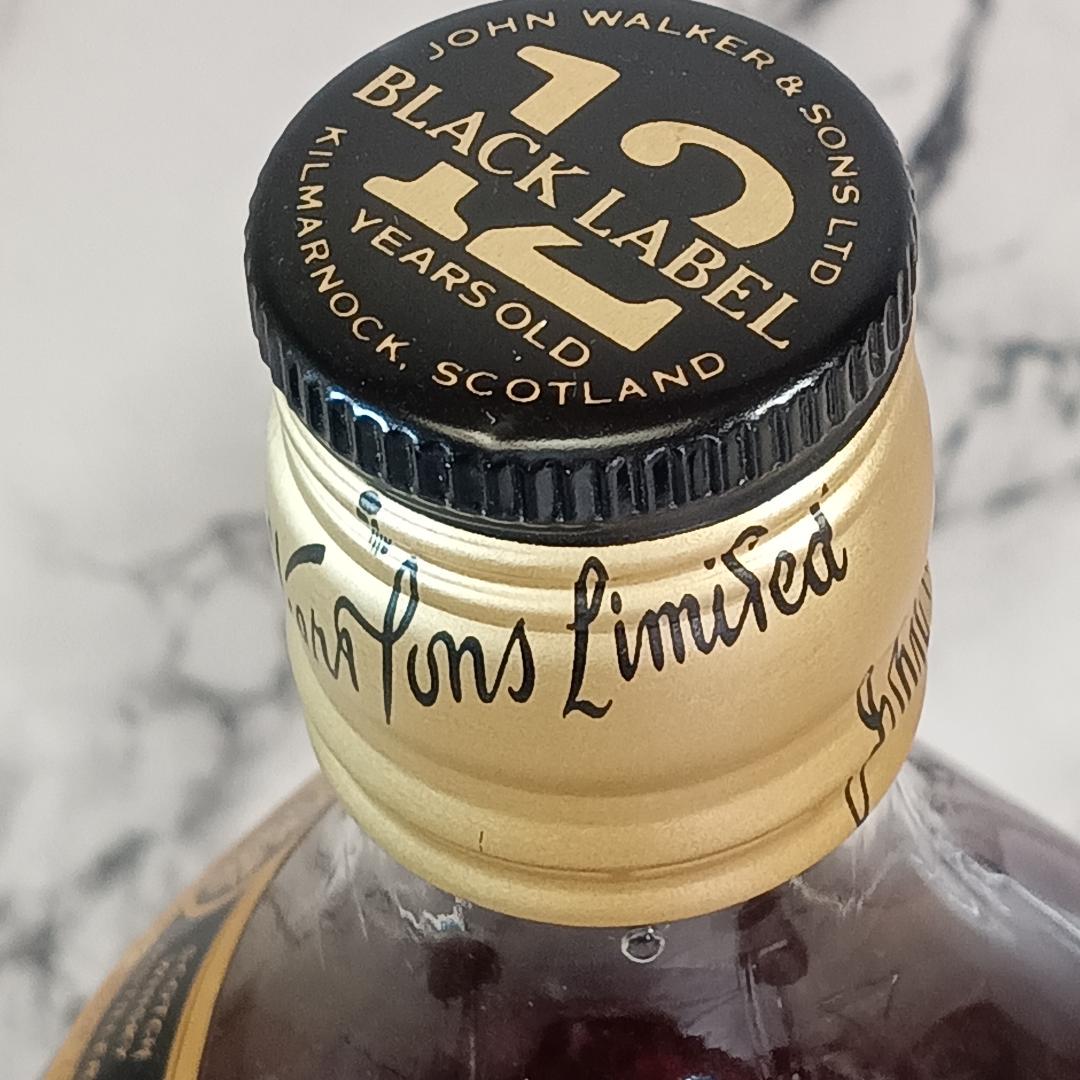 JOHN WALKER & SONS LTD
12
BLACK LABEL
YEARS OLD
KILMARNOCK, SCOTLAND
Sons Limited